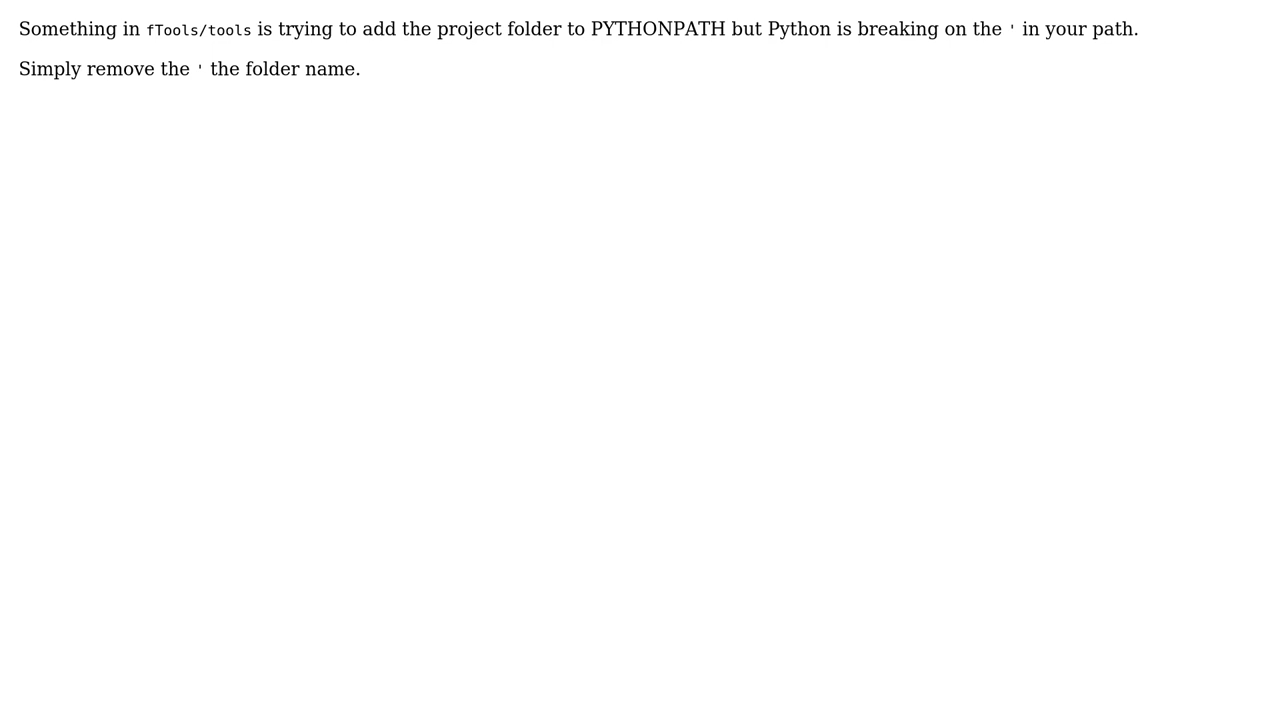 Something in fTools/tools is trying to add the project folder to PYTHONPATH but Python is breaking on the ' in your path.
Simply remove the ' the folder name.